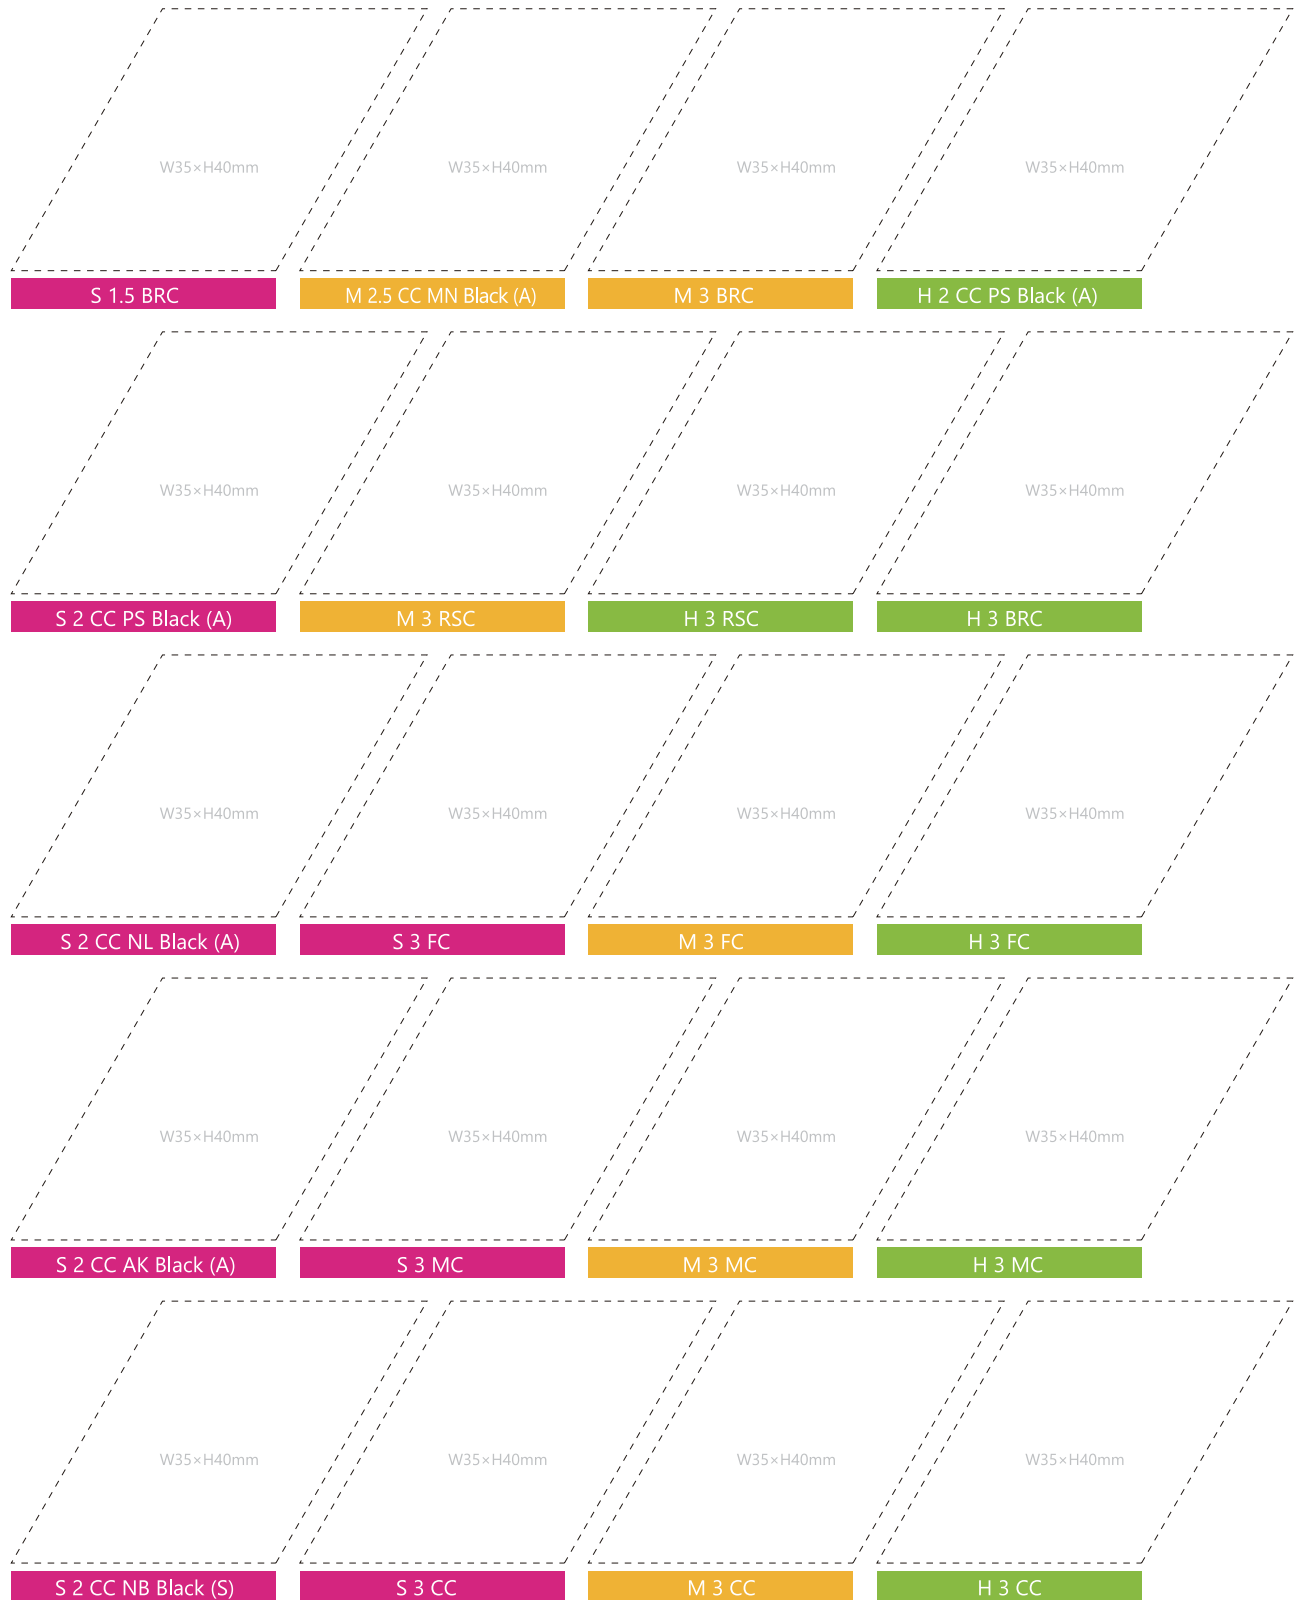 W35×H40mm
W35×H40mm
W35×H40mm
W35×H40mm
S 1.5 BRC
M 2.5 CC MN Black (A)
M 3 BRC
H 2 CC PS Black (A)
W35×H40mm
W35×H40mm
W35×H40mm
W35×H40mm
S 2 CC PS Black (A)
M 3 RSC
H 3 RSC
H 3 BRC
W35×H40mm
W35×H40mm
W35×H40mm
W35×H40mm
S 2 CC NL Black (A)
S 3 FC
M 3 FC
H 3 FC
W35×H40mm
W35×H40mm
W35×H40mm
W35×H40mm
S 2 CC AK Black (A)
S 3 MC
M 3 MC
H 3 MC
W35×H40mm
W35×H40mm
W35×H40mm
W35×H40mm
S 2 CC NB Black (S)
S 3 CC
M 3 CC
H 3 CC